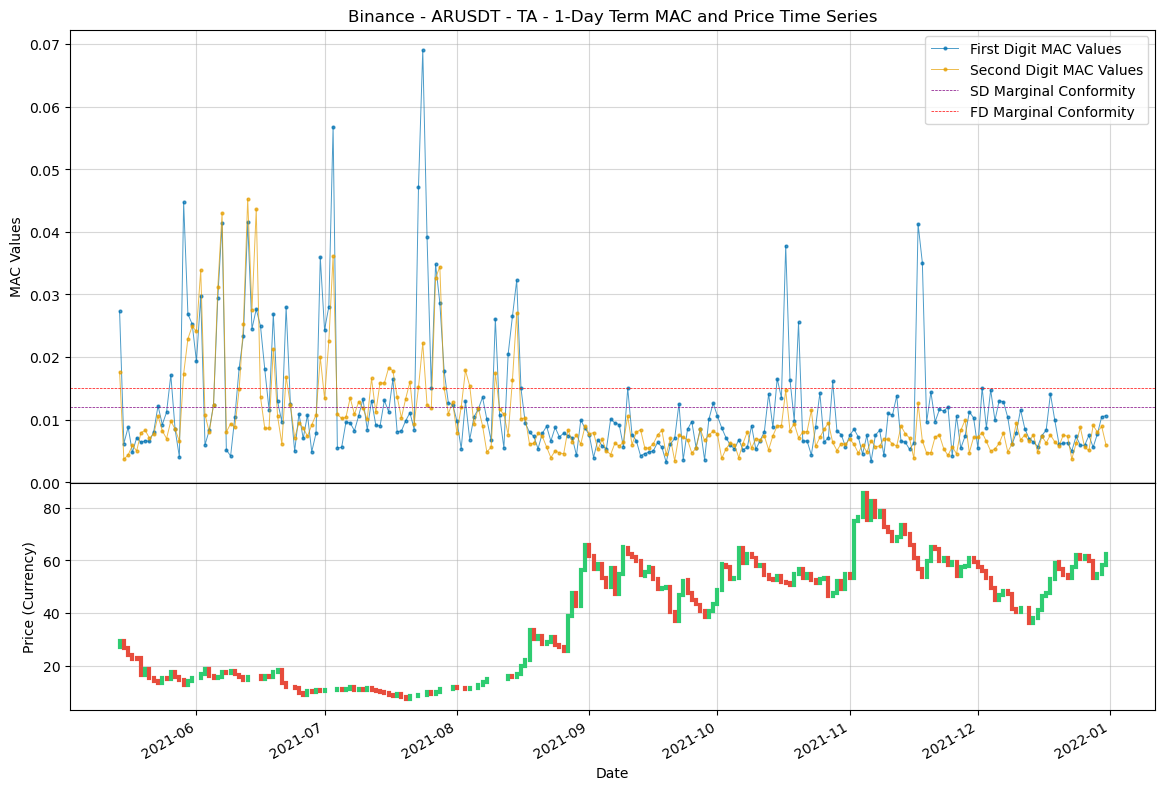 Binance - ARUSDT - TA - 1-Day Term MAC and Price Time Series
First Digit MAC Values
Second Digit MAC Values
SD Marginal Conformity
FD Marginal Conformity
MAC Values
0.07
0.06
0.05
0.04
0.03
0.02
0.01
0.00
Price (Currency)
80
60
40
20
2021-06
2021-07
2021-08
2021-09
2021-10
2021-11
2021-12
2022-01
Date